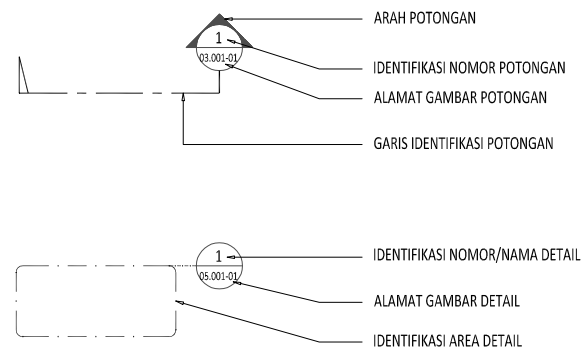 ARAH POTONGAN
1
03.001-01
IDENTIFIKASI NOMOR POTONGAN
ALAMAT GAMBAR POTONGAN
GARIS IDENTIFIKASI POTONGAN
1
05.001-01
IDENTIFIKASI NOMOR/NAMA DETAIL
ALAMAT GAMBAR DETAIL
IDENTIFIKASI AREA DETAIL